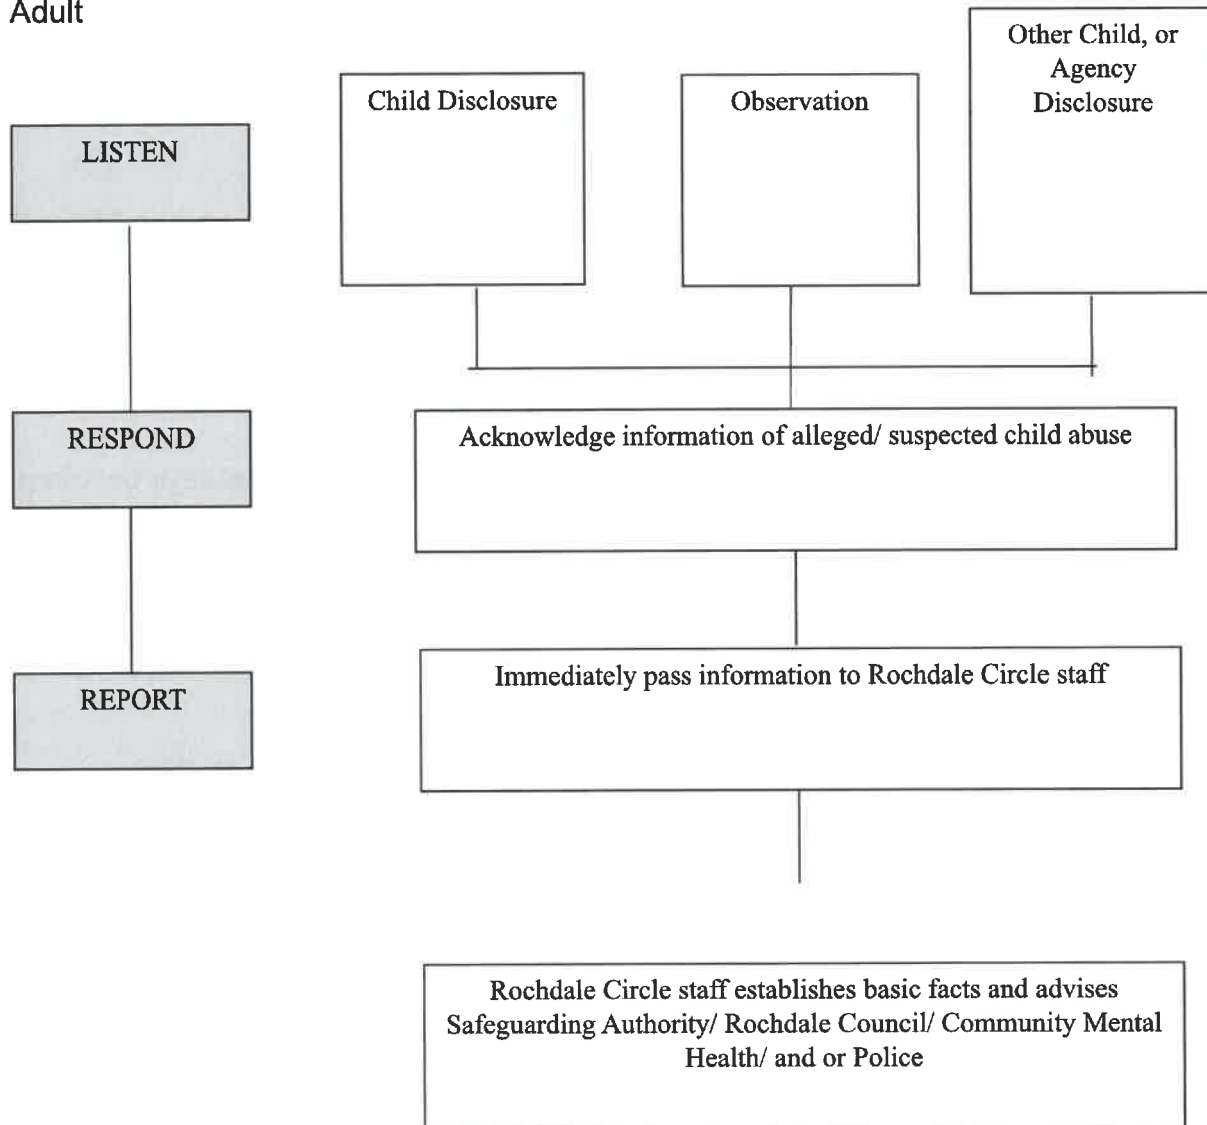 Adult
Other Child, or
Agency
Disclosure
Child Disclosure
Observation
LISTEN
RESPOND
Acknowledge information of alleged/ suspected child abuse
REPORT
Immediately pass information to Rochdale Circle staff
Rochdale Circle staff establishes basic facts and advises
Safeguarding Authority/ Rochdale Council/ Community Mental
Health/ and or Police